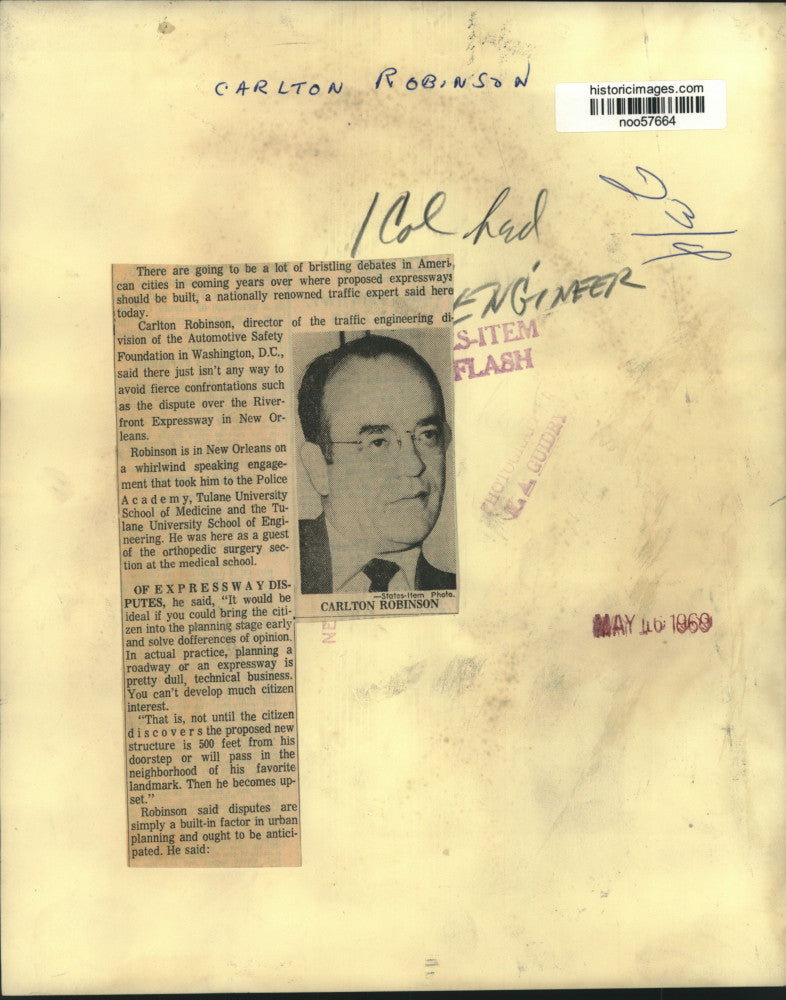 CARLTON ROBINSON
historicimages.com
noo57664
1 Col hed
ENGINEER
S-ITEM
FLASH
There are going to be a lot of bristling debates in Ameri-
can cities in coming years over where proposed expressways
should be built, a nationally renowned traffic expert said here
today.
Carlton Robinson, director of the traffic engineering di-
vision of the Automotive Safety
Foundation in Washington, D.C.,
said there just isn't any way to
avoid fierce confrontations such
as the dispute over the River-
front Expressway in New Or-
leans.
Robinson is in New Orleans on
a whirlwind speaking engage-
ment that took him to the Police
Academy, Tulane University
School of Medicine and the Tu-
lane University School of Engi-
neering. He was here as a guest
of the orthopedic surgery sec-
tion at the medical school.
OF EXPRESSWAY DIS-
PUTES, he said, "It would be
ideal if you could bring the citi-
zen into the planning stage early
and solve dofferences of opinion.
In actual practice, planning a
roadway or an expressway is
pretty dull, technical business.
You can't develop much citizen
interest.
"That is, not until the citizen
discovers the proposed new
structure is 500 feet from his
doorstep or will pass in the
neighborhood of his favorite
landmark. Then he becomes up-
set."
Robinson said disputes are
simply a built-in factor in urban
planning and ought to be antici-
pated. He said:
—States-Item Photo.
CARLTON ROBINSON
NE
MAY 16 1969